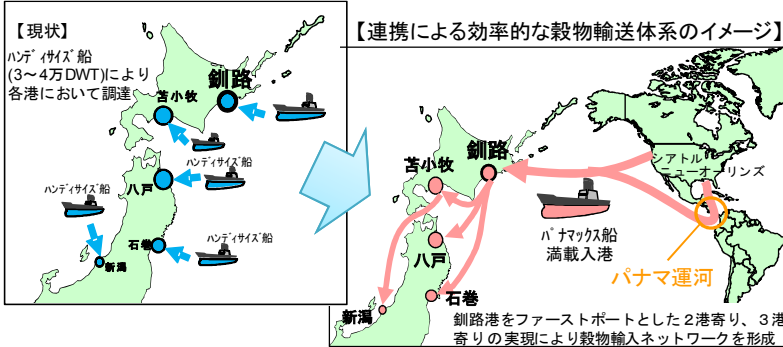 【現状】
ハンディサイズ船
(3～4万DWT)により
各港において調達
釧路
苫小牧
ハンディサイズ船
八戸
ハンディサイズ船
石巻
ハンディサイズ船
新潟
【連携による効率的な穀物輸送体系のイメージ】
釧路
苫小牧
シアトル
ニューオーリンズ
パナマックス船
満載入港
八戸
パナマ運河
石巻
新潟
釧路港をファーストポートとした２港寄り、３港
寄りの実現により穀物輸入ネットワークを形成